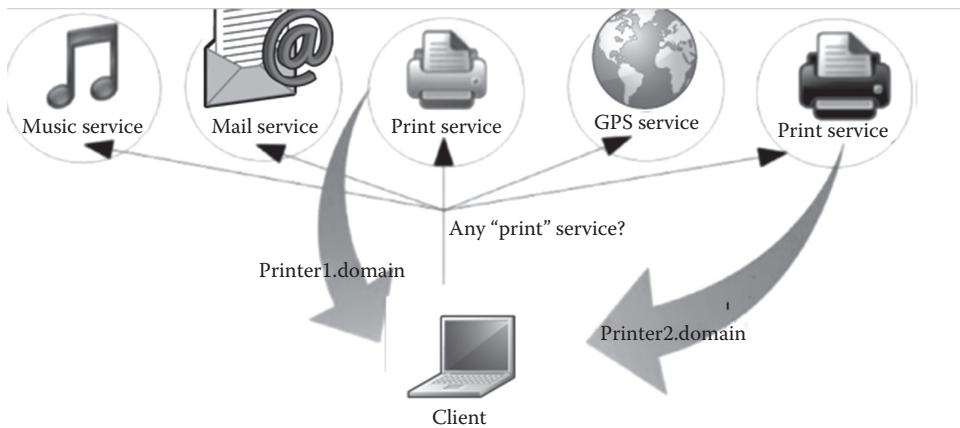 Music service
Mail service
Print service
GPS service
Print service
Any “print” service?
Printer1.domain
Printer2.domain
Client